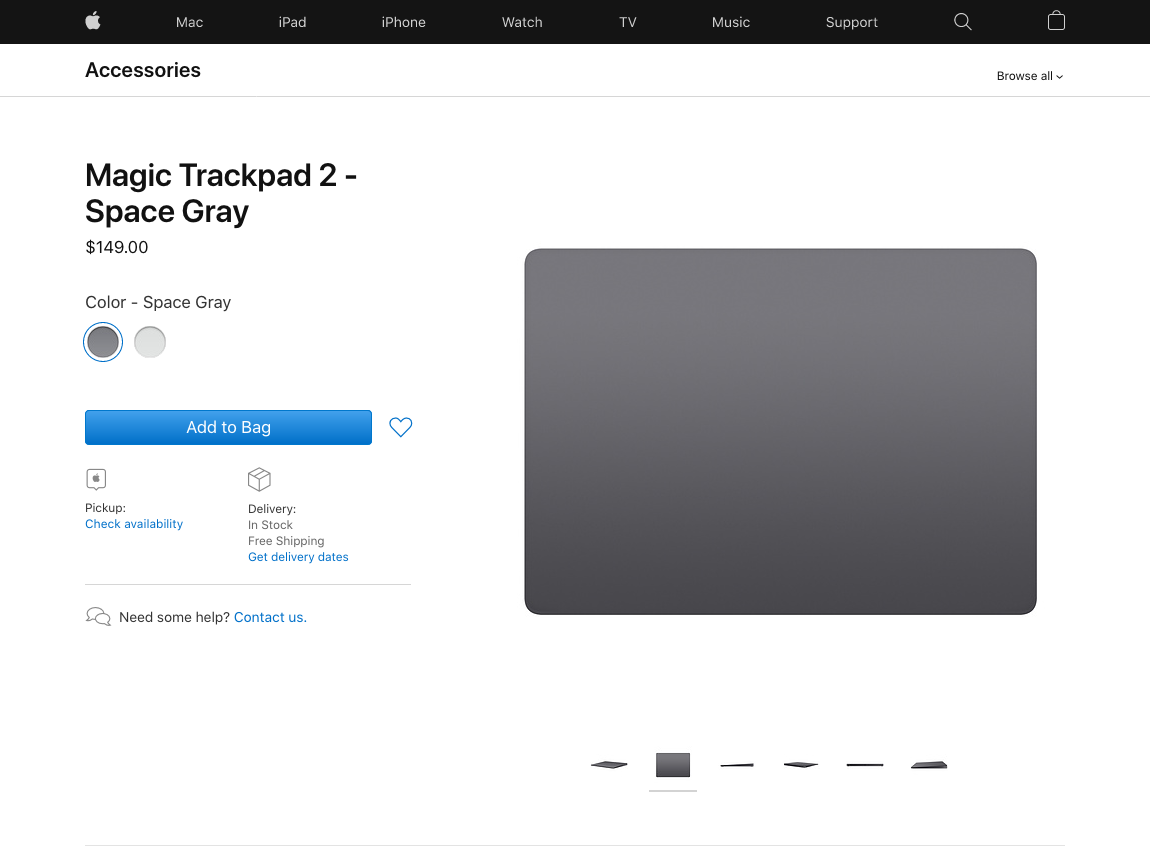 Mac iPad iPhone Watch TV Music Support
Accessories
Browse all
Magic Trackpad 2 -
Space Gray
$149.00
Color - Space Gray
Add to Bag
Pickup:
Check availability
Delivery:
In Stock
Free Shipping
Get delivery dates
Need some help? Contact us.